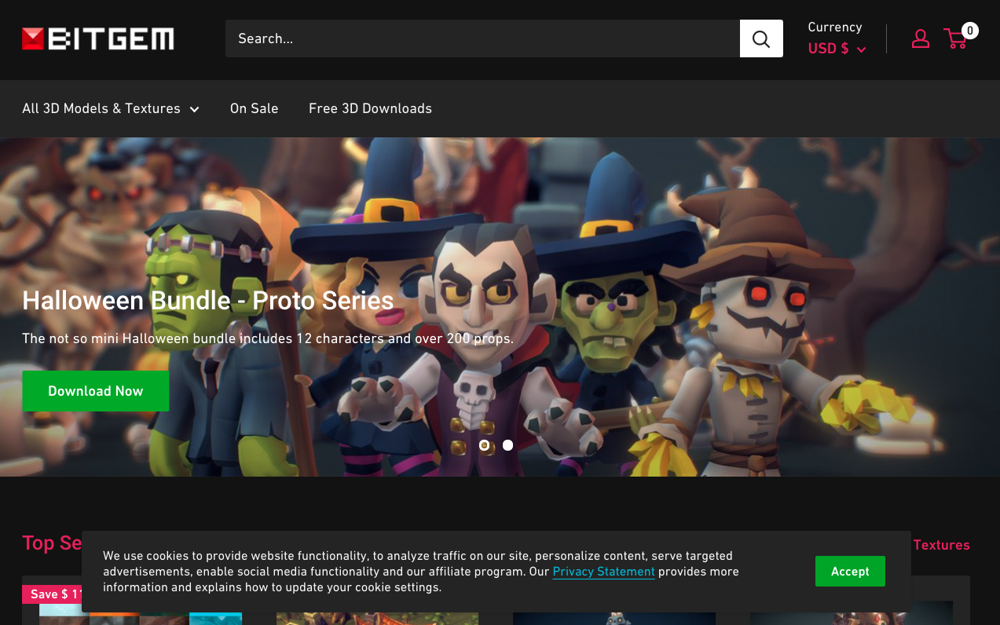 BITGEM
Search...
Currency
USD $
0
All 3D Models & Textures
On Sale
Free 3D Downloads
Halloween Bundle - Proto Series
The not so mini Halloween bundle includes 12 characters and over 200 props.
Download Now
Top Se
Textures
We use cookies to provide website functionality, to analyze traffic on our site, personalize content, serve targeted
advertisements, enable social media functionality and our affiliate program. Our Privacy Statement provides more
information and explains how to update your cookie settings.
Accept
Save $ 11